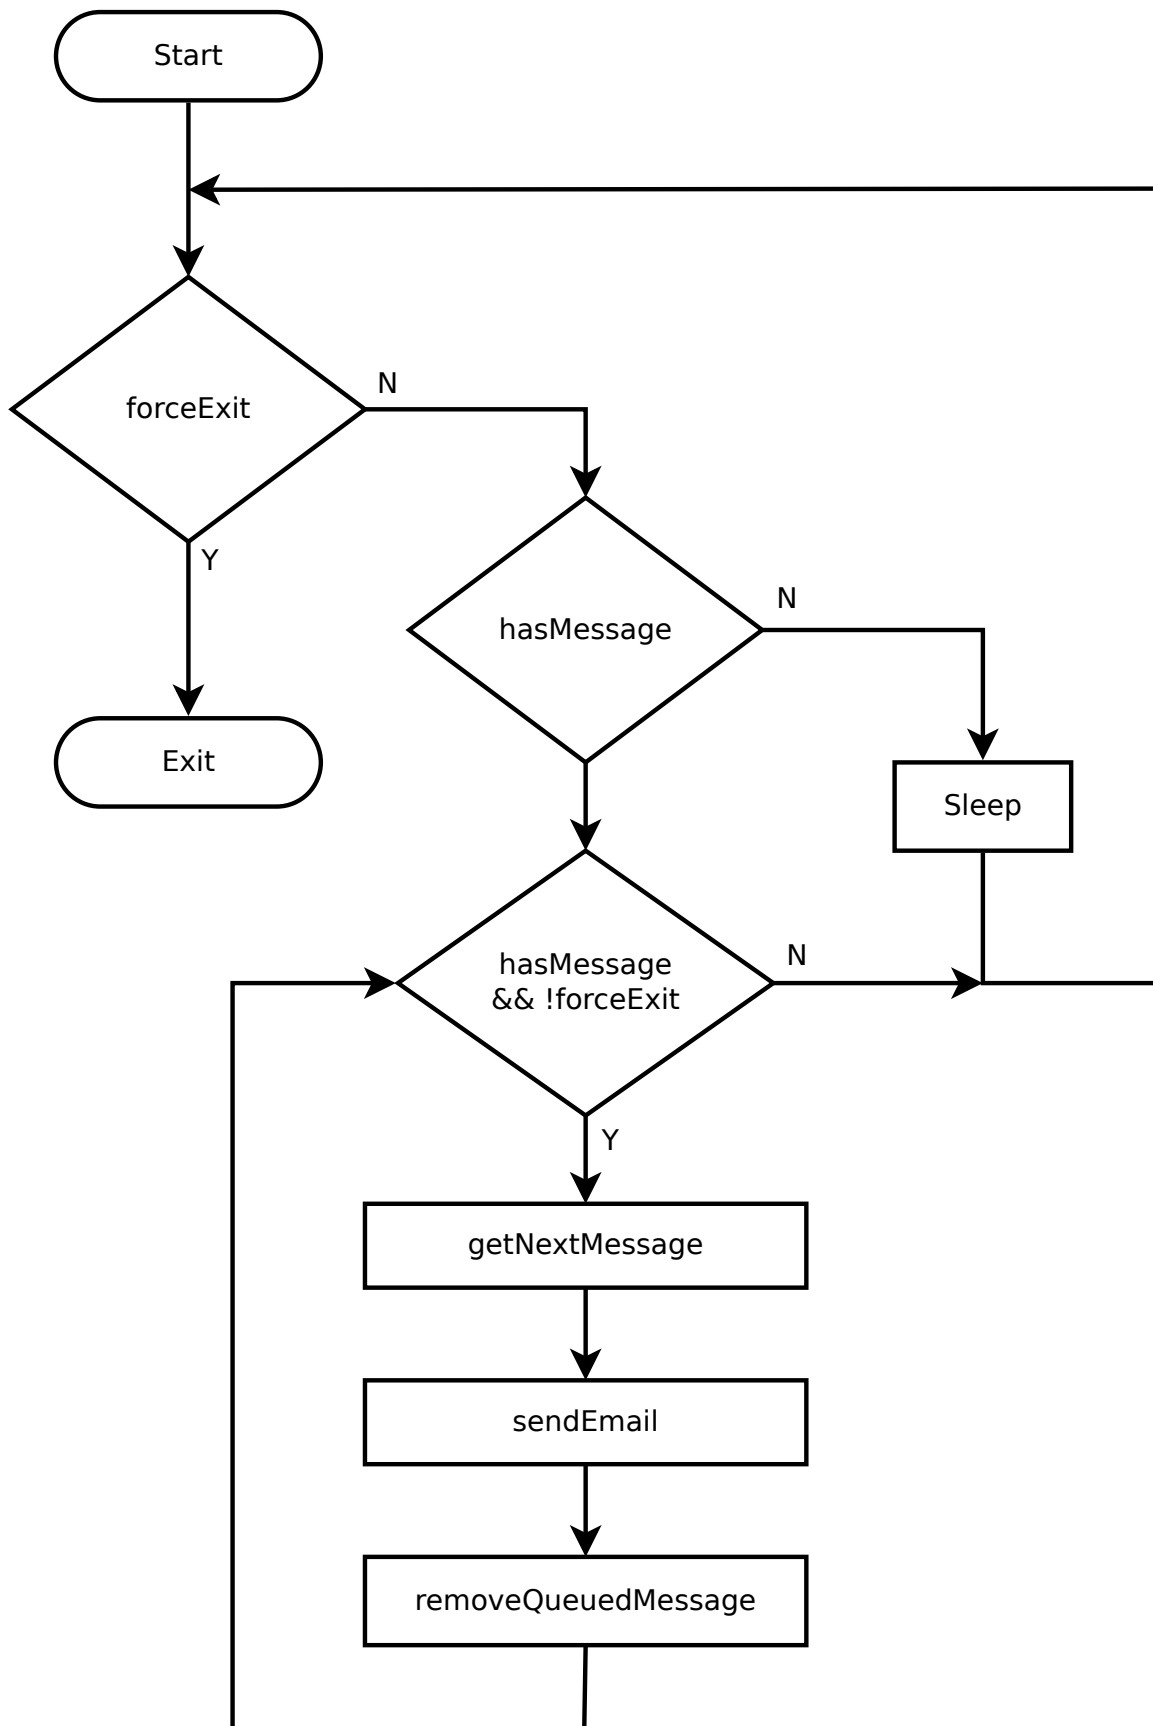 Start
forceExit
N
Y
hasMessage
N
Exit
Sleep
hasMessage
&& !forceExit
N
Y
getNextMessage
sendEmail
removeQueuedMessage